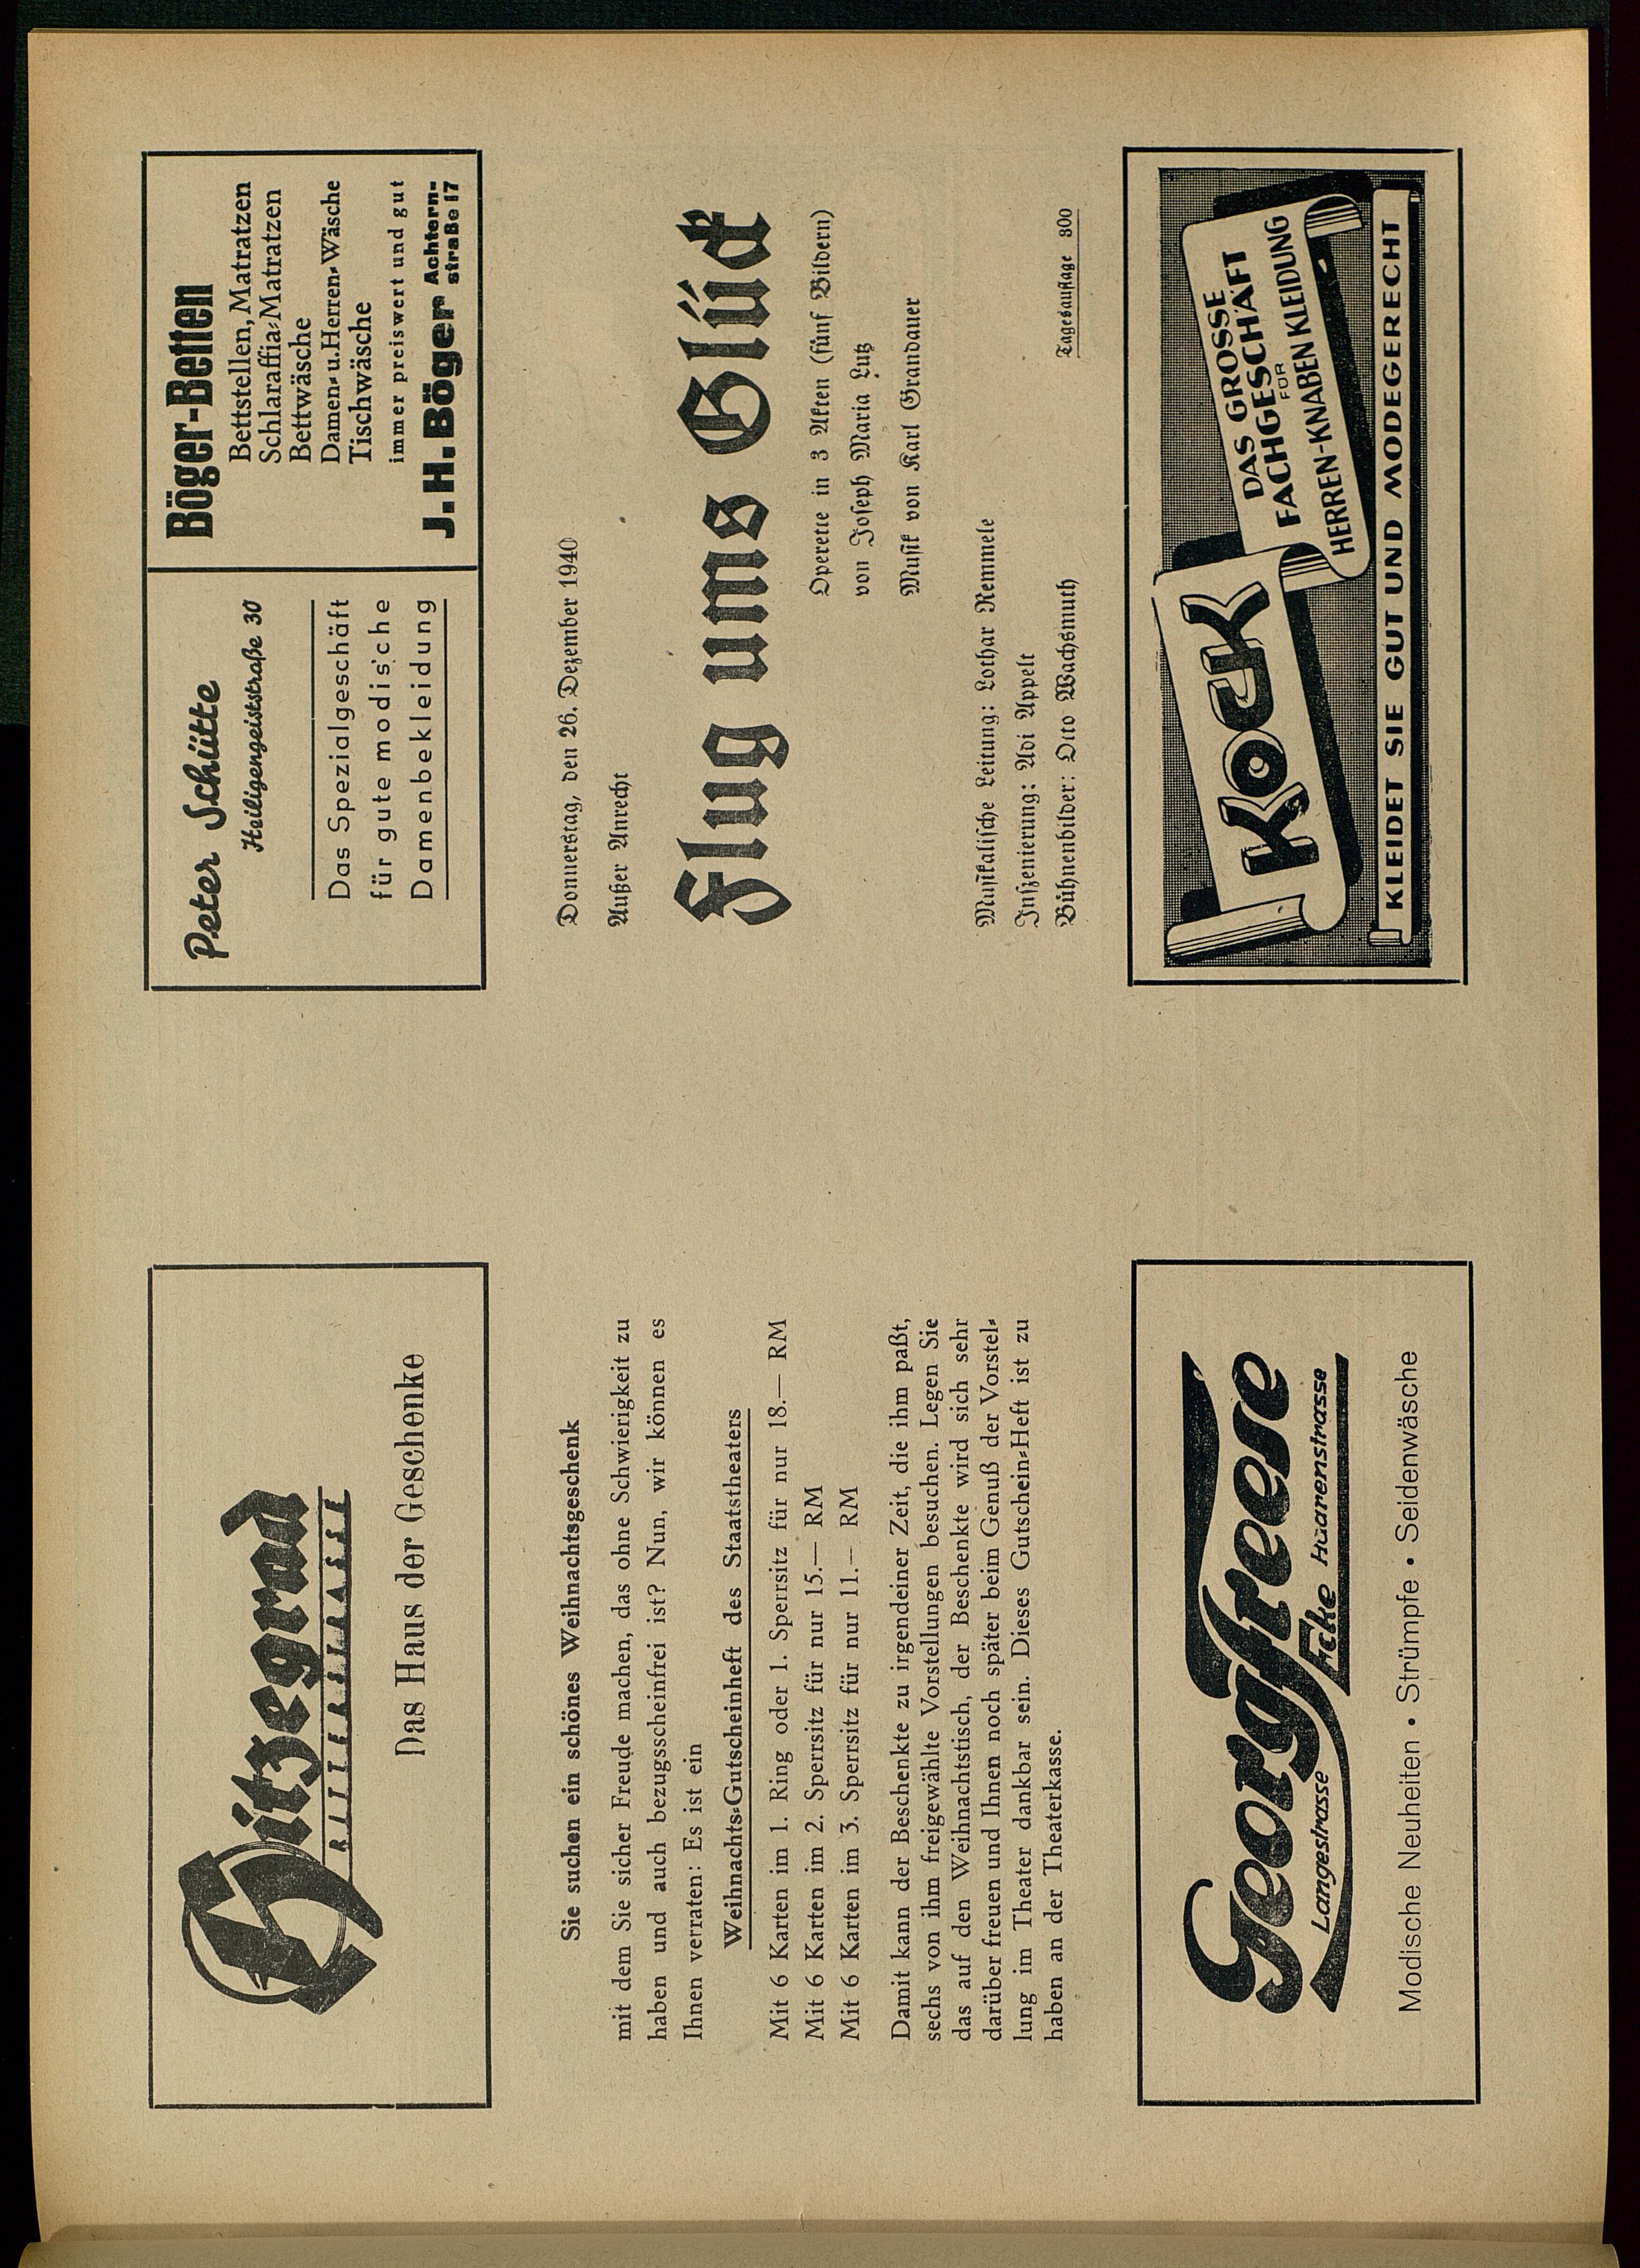 Hitzegrad
RITTERSTRASSE
Das Haus der Geschenke
Sie suchen ein schönes Weihnachtsgeschenk
mit dem Sie sicher Freude machen, das ohne Schwierigkeit zu
haben und auch bezugsscheinfrei ist? Nun, wir können es
Ihnen verraten: Es ist ein
Weihnachts-Gutscheinheft des Staatstheaters
Mit 6 Karten im 1. Ring oder 1. Sperrsitz für nur 18.— RM
Mit 6 Karten im 2. Sperrsitz für nur 15.— RM
Mit 6 Karten im 3. Sperrsitz für nur 11.— RM
Damit kann der Beschenkte zu irgendeiner Zeit, die ihm paßt,
sechs von ihm freigewählte Vorstellungen besuchen. Legen Sie
das auf den Weihnachtstisch, der Beschenkte wird sich sehr
darüber freuen und Ihnen noch später beim Genuß der Vorstel-
lung im Theater dankbar sein. Dieses Gutschein-Heft ist zu
haben an der Theaterkasse.
Georg Freese
Langestrasse Ecke Haarenstrasse
Modische Neuheiten • Strümpfe • Seidenwäsche
Peter Schütte
Heiligengeiststraße 30
Das Spezialgeschäft
für gute modische
Damenbekleidung
Böger-Betten
Bettstellen, Matratzen
Schlaraffia-Matratzen
Bettwäsche
Damen- u. Herren-Wäsche
Tischwäsche
immer preiswert und gut
J. H. Böger Achtern-
straße 17
Donnerstag, den 26. Dezember 1940
Außer Anrecht
Flug ums Glück
Operette in 3 Akten (fünf Bildern)
von Joseph Maria Lutz
Musik von Karl Grandauer
Musikalische Leitung: Lothar Remmele
Inszenierung: Adi Appelt
Bühnenbilder: Otto Wachsmuth
Tagesauflage 800
KOCK
DAS GROSSE
FACHGESCHÄFT
FÜR
HERREN-KNABEN KLEIDUNG
KLEIDET SIE GUT UND MODEGERECHT